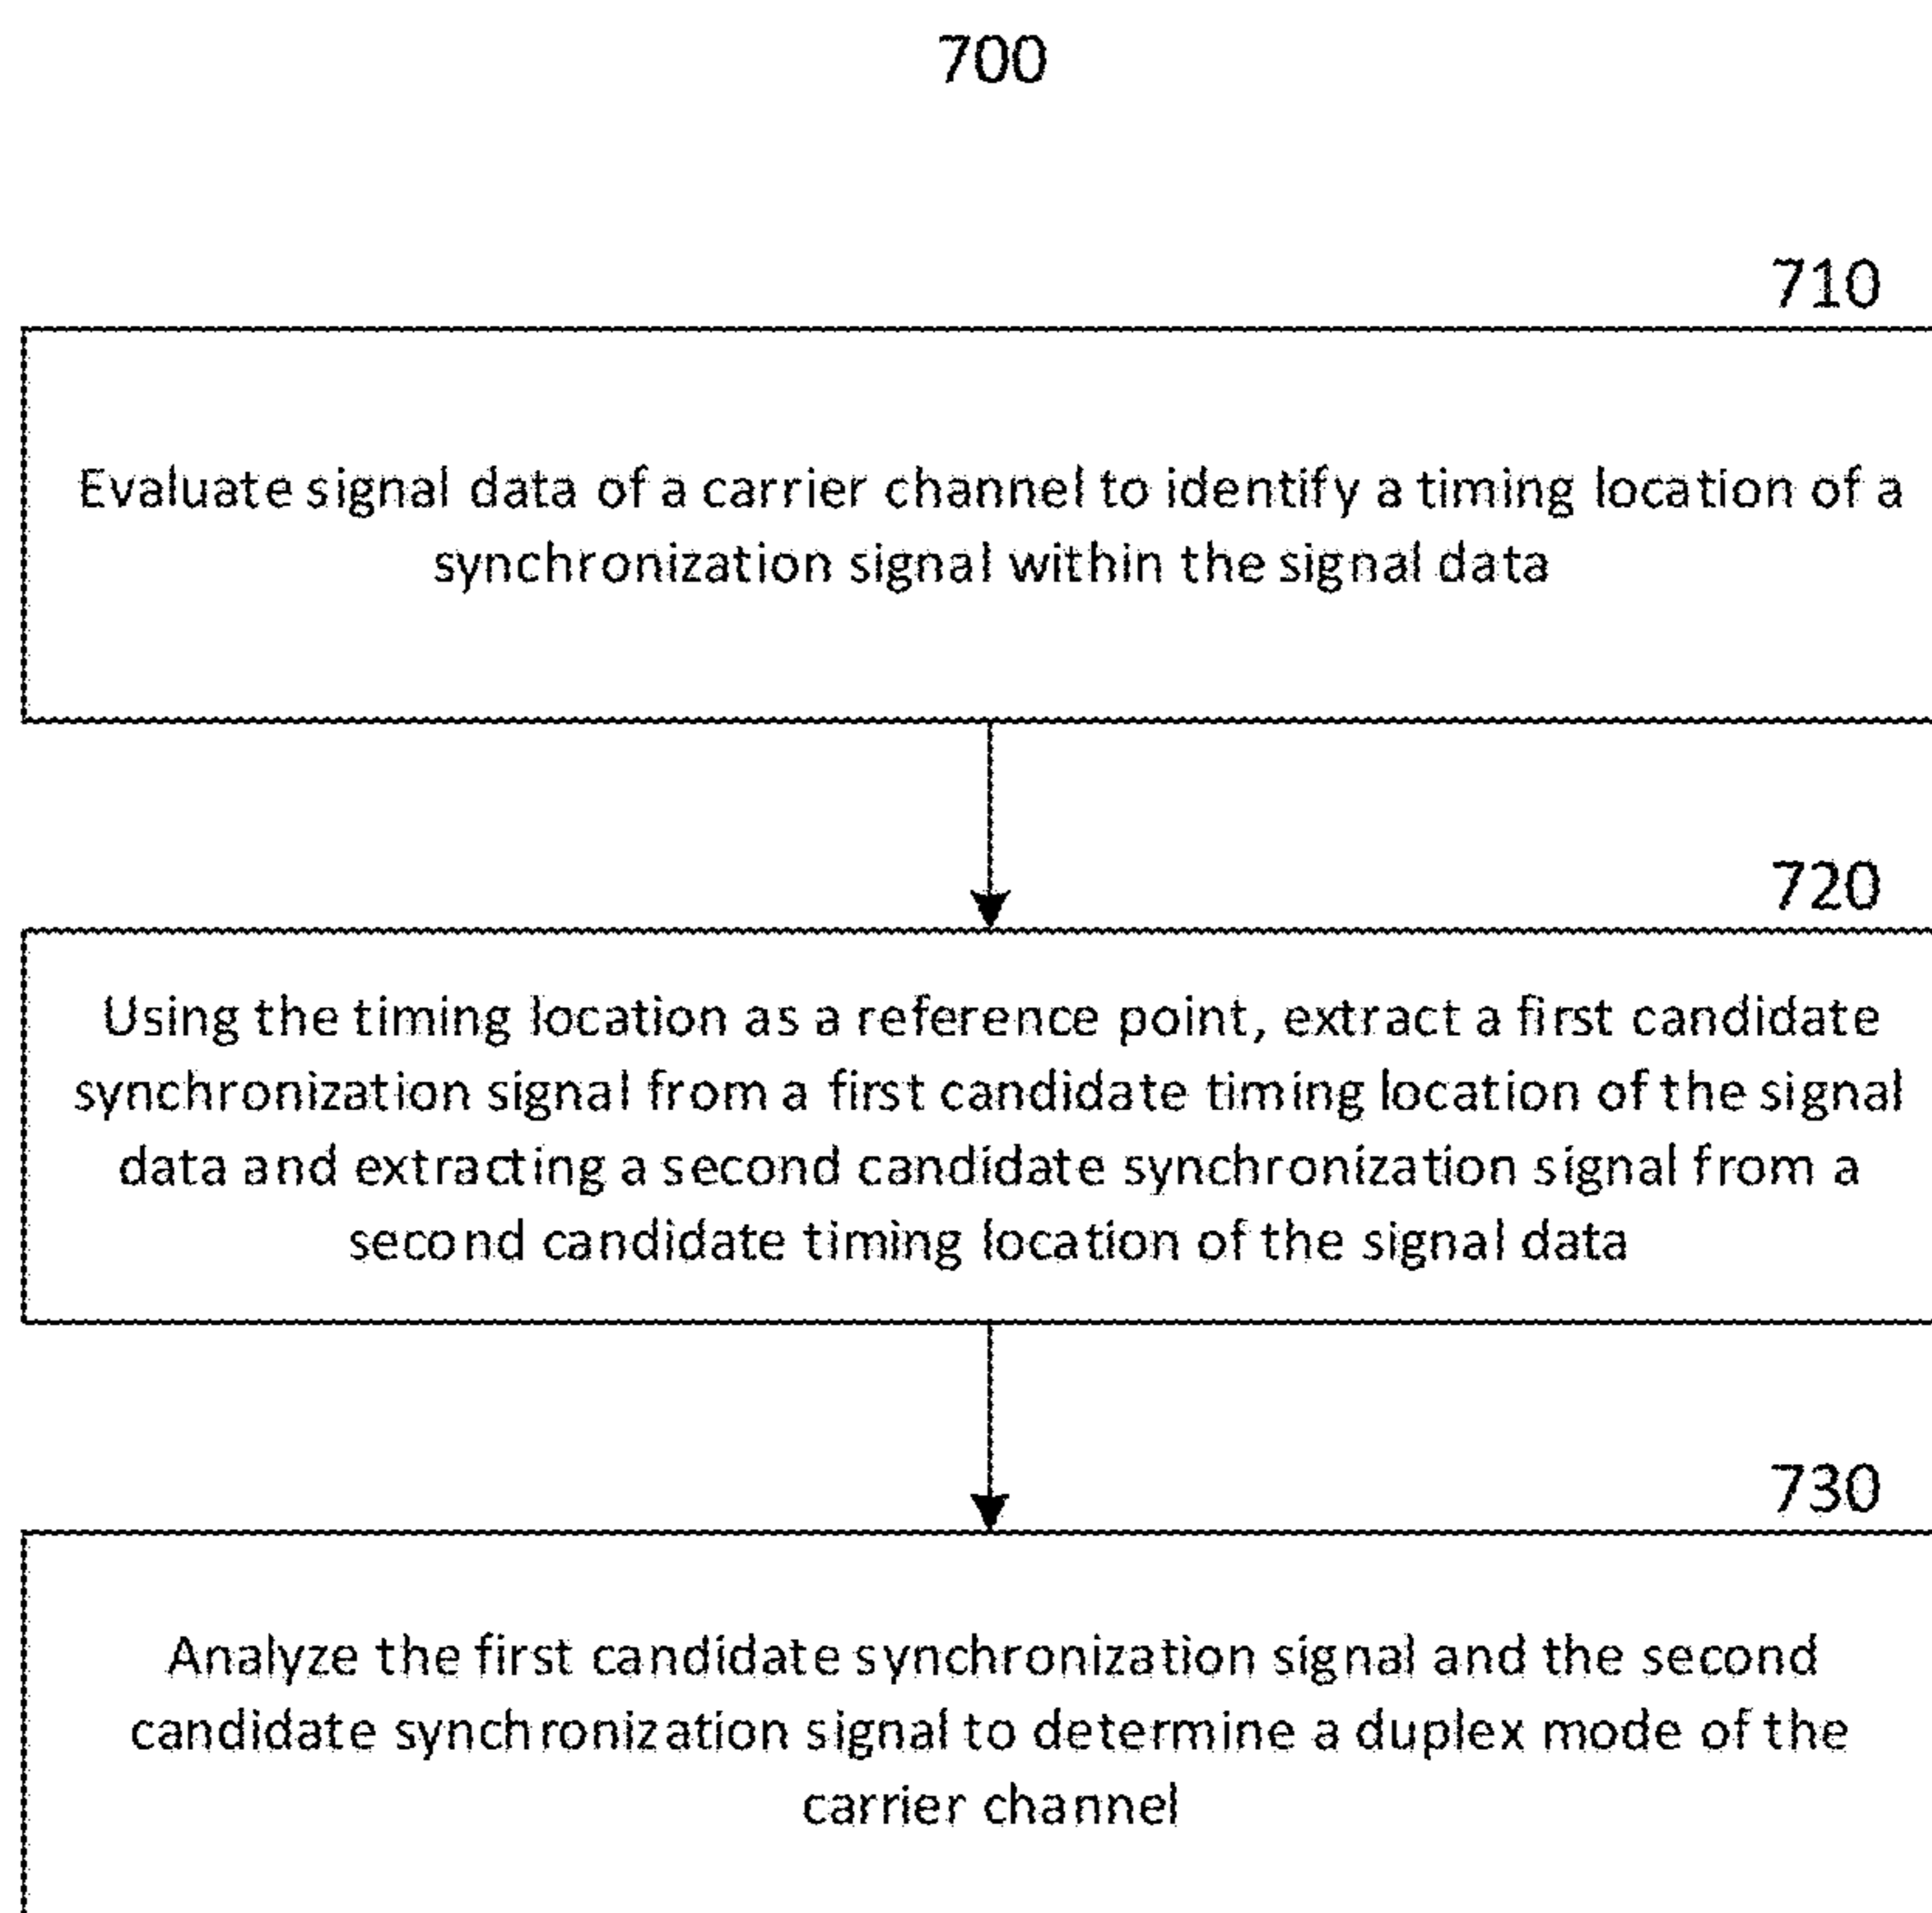 700
710
Evaluate signal data of a carrier channel to identify a timing location of a
synchronization signal within the signal data
720
Using the timing location as a reference point, extract a first candidate
synchronization signal from a first candidate timing location of the signal
data and extracting a second candidate synchronization signal from a
second candidate timing location of the signal data
730
Analyze the first candidate synchronization signal and the second
candidate synchronization signal to determine a duplex mode of the
carrier channel